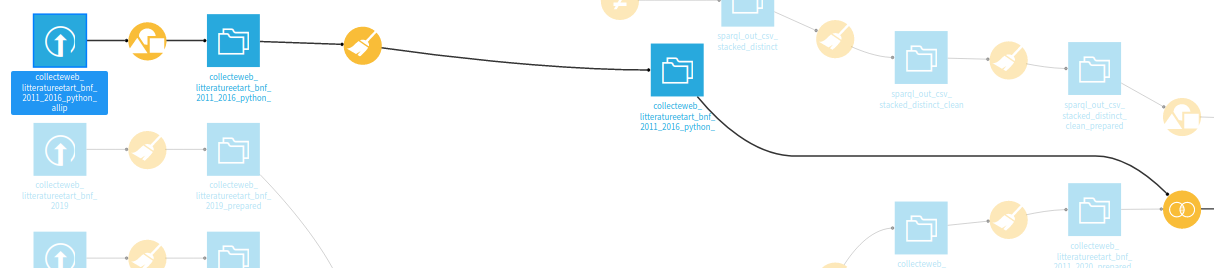 collecteweb_
litteratureetart_bnf_
2011_2016_python_
allip
collecteweb_
litteratureetart_bnf_
2011_2016_python_
collecteweb_
litteratureetart_bnf_
2011_2016_python_
sparql_out_csv_
stacked_distinct
sparql_out_csv_
stacked_distinct_clean
sparql_out_csv_
stacked_distinct_
clean_prepared
collecteweb_
litteratureetart_bnf_
2019
collecteweb_
litteratureetart_bnf_
2019_prepared
collecteweb_
collecteweb_
litteratureetart_bnf_
2011_2020_prepared